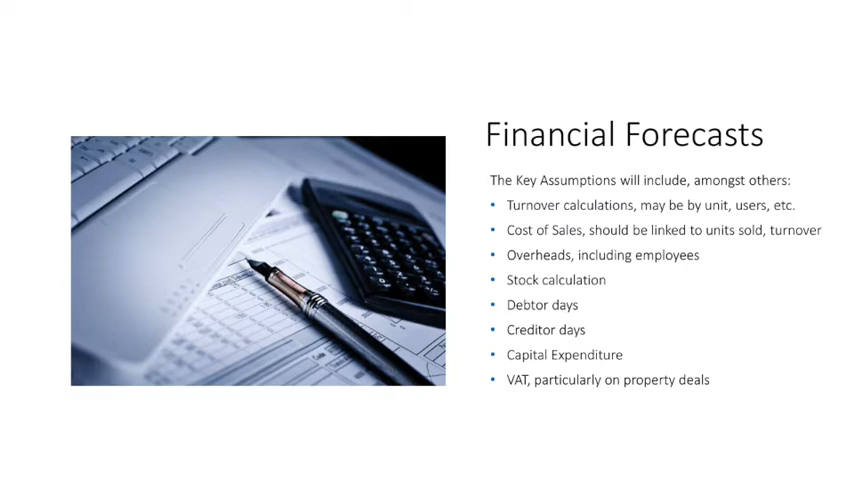 Financial Forecasts
The Key Assumptions will include, amongst others:
• Turnover calculations, may be by unit, users, etc.
• Cost of Sales, should be linked to units sold, turnover
• Overheads, including employees
• Stock calculation
• Debtor days
• Creditor days
• Capital Expenditure
• VAT, particularly on property deals